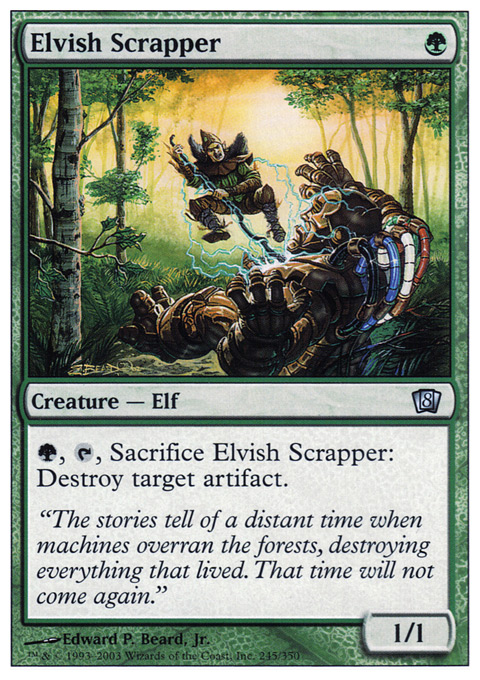 Elvish Scrapper
Creature — Elf
8
, , Sacrifice Elvish Scrapper:
Destroy target artifact.
“The stories tell of a distant time when
machines overran the forests, destroying
everything that lived. That time will not
come again.”
Edward P. Beard, Jr.
1/1
™ & © 1993–2003 Wizards of the Coast, Inc. 245/350